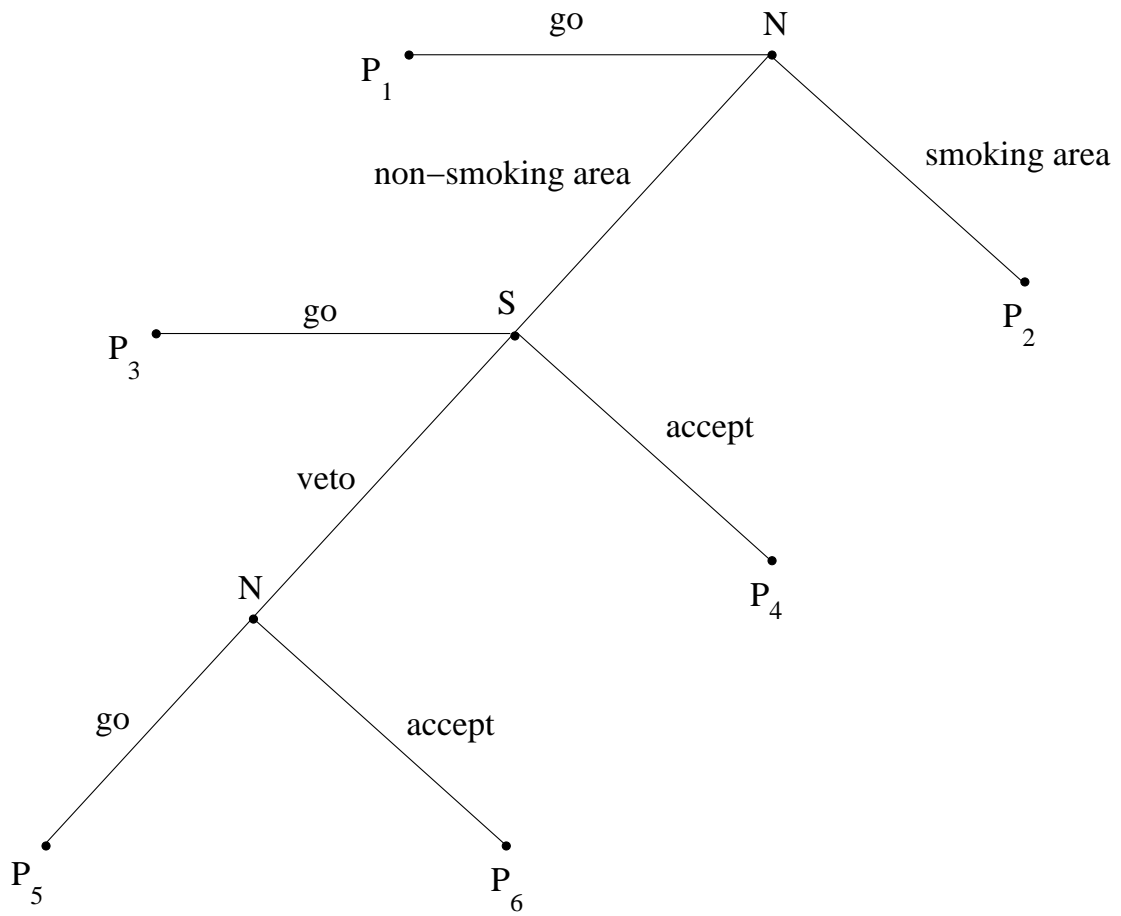 go
N
P₁
smoking area
non−smoking area
S
go
P₂
P₃
accept
veto
N
P₄
go
accept
P₅
P₆